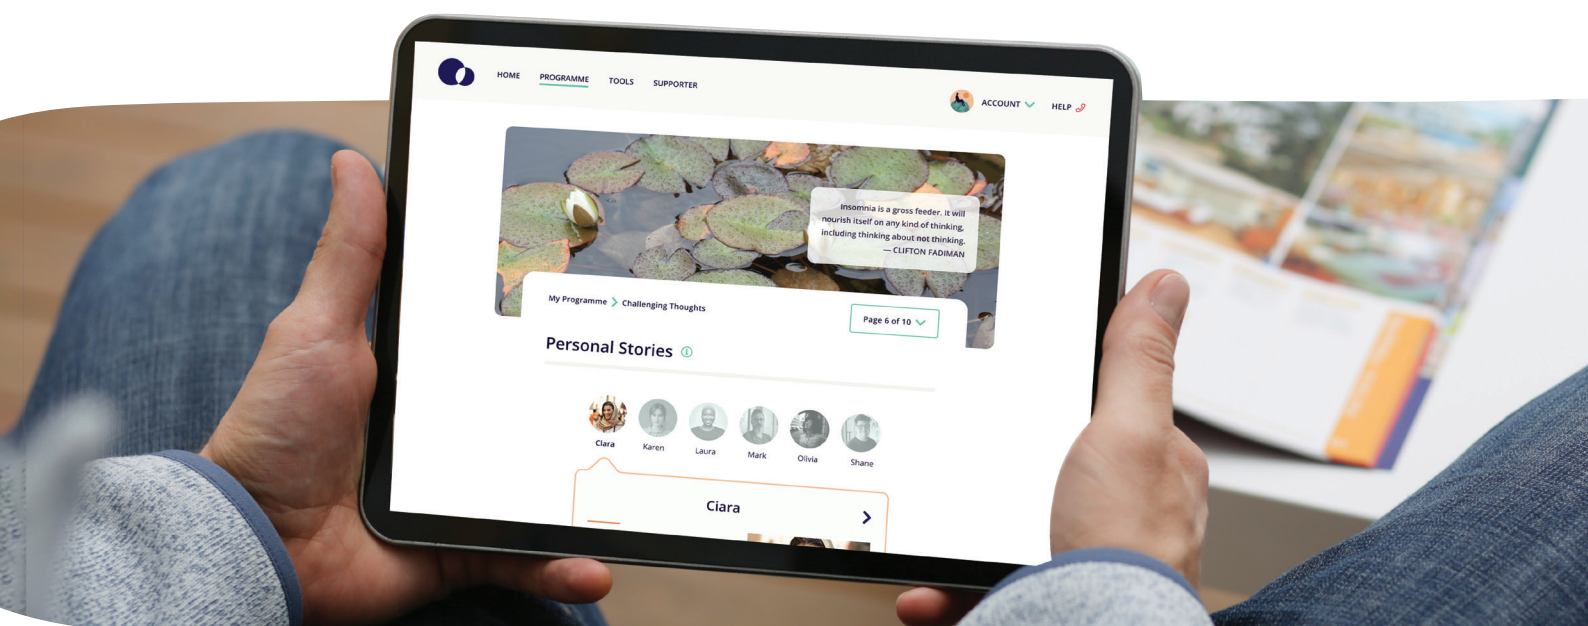 HOME
PROGRAMME
TOOLS
SUPPORTER
ACCOUNT
HELP
Insomnia is a gross feeder. It will
nourish itself on any kind of thinking,
including thinking about not thinking.
— CLIFTON FADIMAN
My Programme > Challenging Thoughts
Page 6 of 10
Personal Stories
Ciara
Karen
Laura
Mark
Olivia
Shane
Ciara